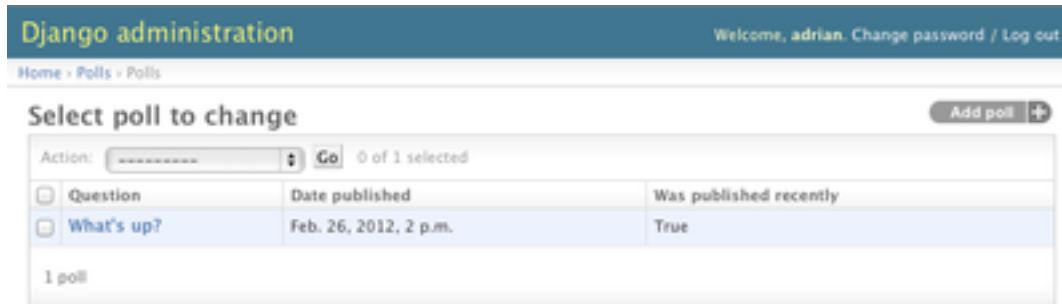 Django administration
Welcome, adrian. Change password / Log out
Home › Polls › Polls
Select poll to change
Add poll +
Action: --------- Go 0 of 1 selected
Question Date published Was published recently
What's up? Feb. 26, 2012, 2 p.m. True
1 poll